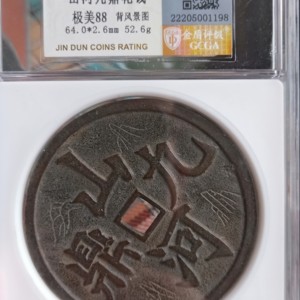 极美88 背风景图
22205001198
64.0*2.6mm 52.6g
金盾评级
JIN DUN COINS RATING
GCGA
山元
鼎河